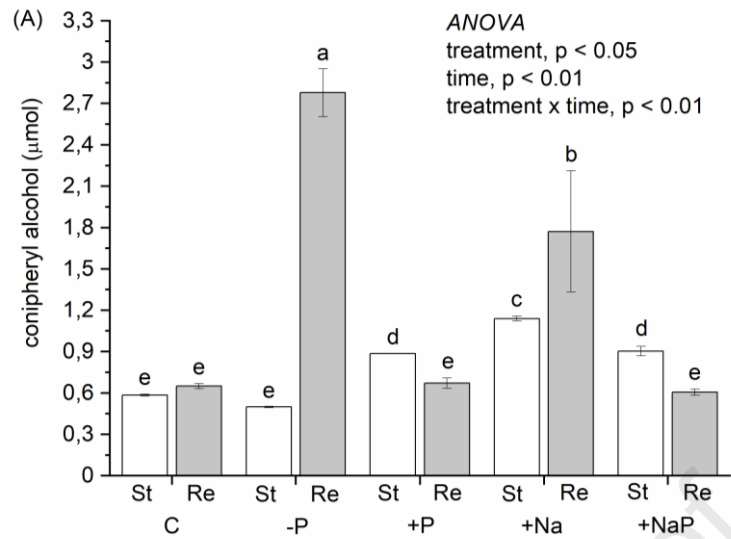 (A)
ANOVA
treatment, p < 0.05
time, p < 0.01
treatment x time, p < 0.01
conipheryl alcohol (μmol)
3,3
3
2,7
2,4
2,1
1,8
1,5
1,2
0,9
0,6
0,3
0
e e e a d e c b d e
St Re St Re St Re St Re St Re
C -P +P +Na +NaP